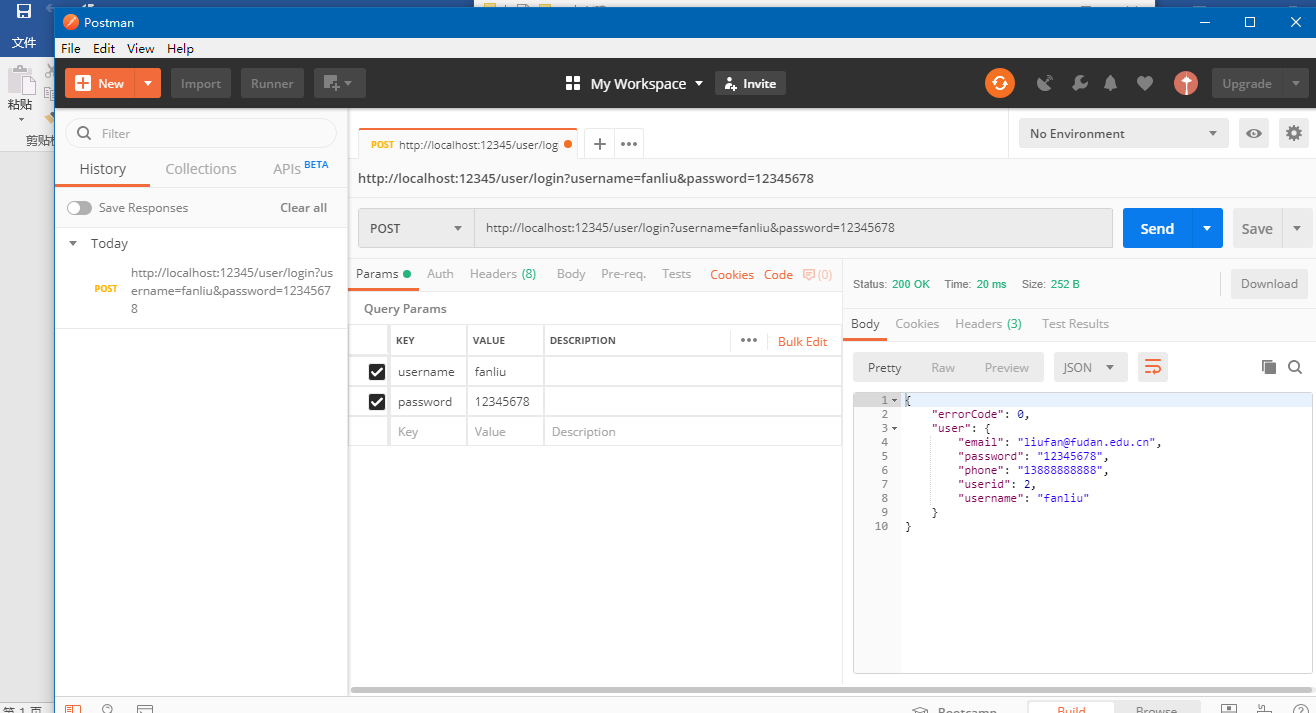 Postman
文件
File Edit View Help
粘贴
New
Import
Runner
My Workspace
Invite
Upgrade
Filter
History
Collections
APIs BETA
Save Responses
Clear all
Today
POST
http://localhost:12345/user/login?us
ername=fanliu&password=1234567
8
POST http://localhost:12345/user/log
No Environment
http://localhost:12345/user/login?username=fanliu&password=12345678
POST
http://localhost:12345/user/login?username=fanliu&password=12345678
Send
Save
Params Auth Headers (8) Body Pre-req. Tests Cookies Code (0)
Query Params
KEY VALUE DESCRIPTION Bulk Edit
username fanliu
password 12345678
Key Value Description
Status: 200 OK Time: 20 ms Size: 252 B Download
Body Cookies Headers (3) Test Results
Pretty Raw Preview JSON
1 {
2 "errorCode": 0,
3 "user": {
4 "email": "liufan@fudan.edu.cn",
5 "password": "12345678",
6 "phone": "13888888888",
7 "userid": 2,
8 "username": "fanliu"
9 }
10 }
Bootcamp
Build
Browse